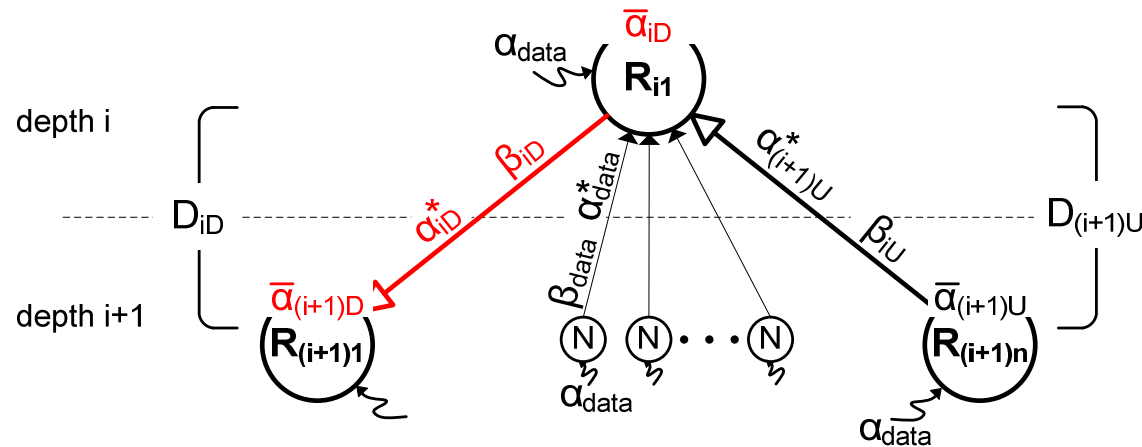 ᾱiD
αdata
Ri1
depth i
βiD
α*iD
DiD
α*data
βdata
α*(i+1)U
βiU
D(i+1)U
depth i+1
ᾱ(i+1)D
R(i+1)1
N N • • • N
αdata
ᾱ(i+1)U
R(i+1)n
αdata